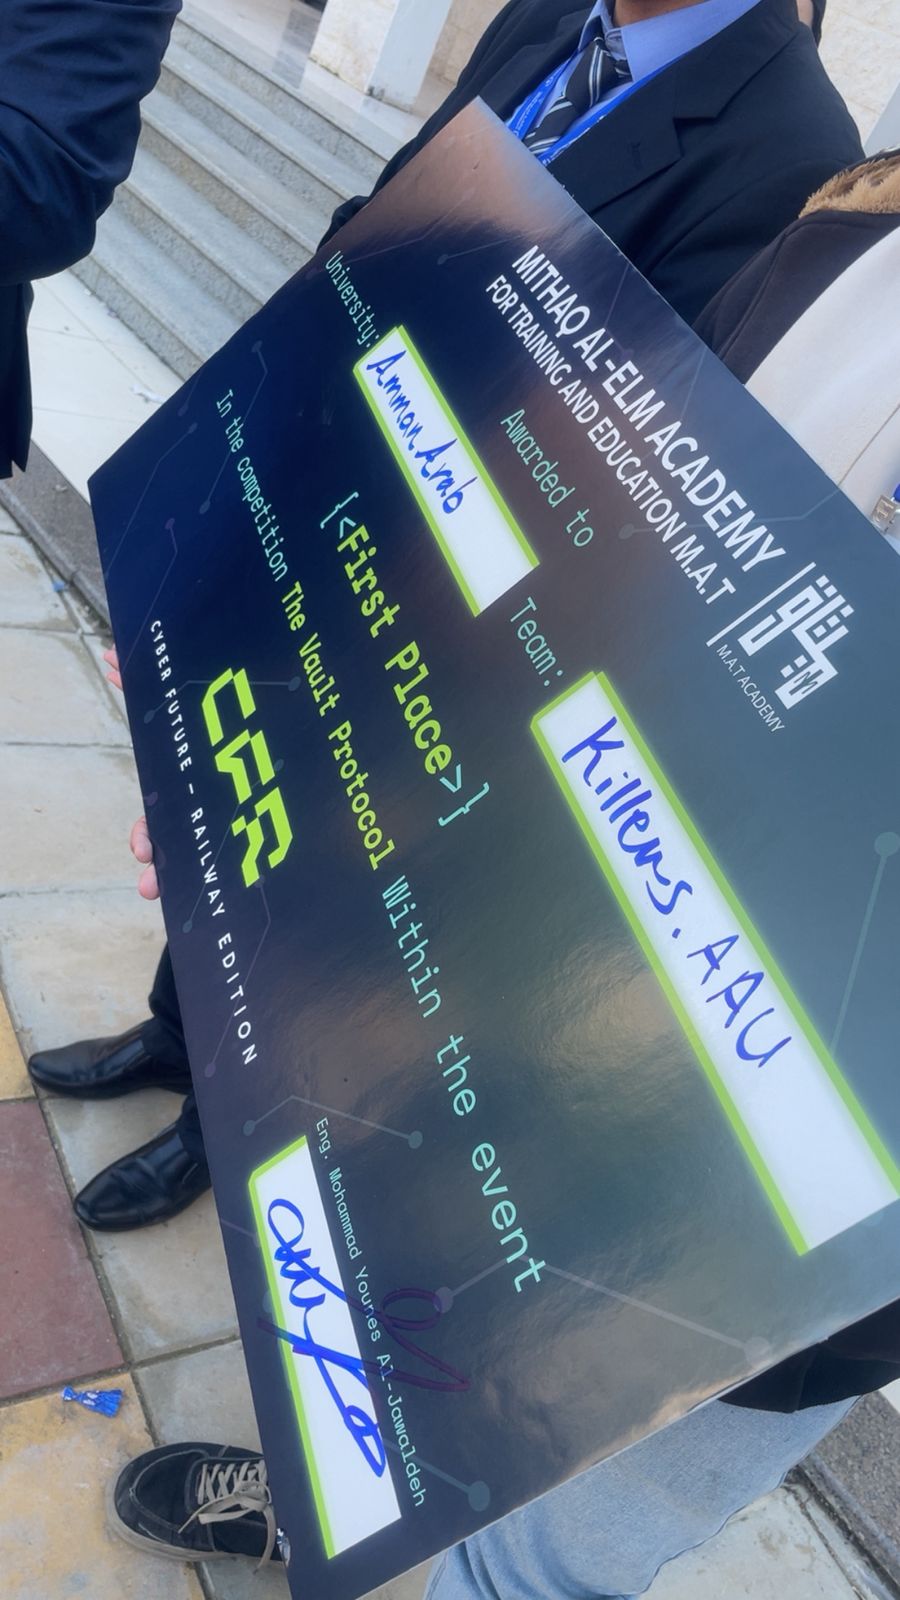 MITHAQ AL-ELM ACADEMY
FOR TRAINING AND EDUCATION M.A.T
M.A.T ACADEMY
Awarded to
Team: Killers. AAU
University: Ammon Arab
{<First Place>}
In the competition The Vault Protocol Within the event
CFR
CYBER FUTURE - RAILWAY EDITION
Eng. Mohammad Younes Al-Jawaldeh